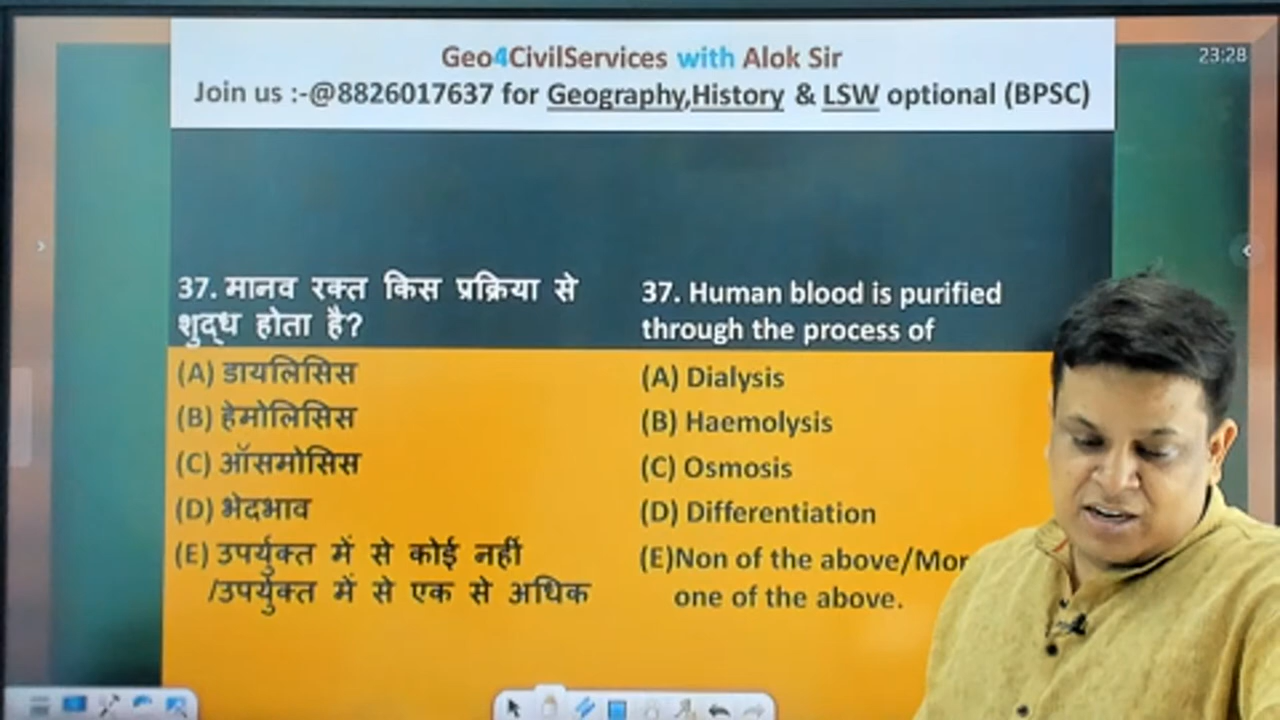 Geo4CivilServices with Alok Sir
Join us :-@8826017637 for Geography,History & LSW optional (BPSC)
23:28
37. मानव रक्त किस प्रक्रिया से
शुद्ध होता है?
(A) डायलिसिस
(B) हेमोलिसिस
(C) ऑसमोसिस
(D) भेदभाव
(E) उपर्युक्त में से कोई नहीं
/उपर्युक्त में से एक से अधिक
37. Human blood is purified
through the process of
(A) Dialysis
(B) Haemolysis
(C) Osmosis
(D) Differentiation
(E)Non of the above/Mor
one of the above.